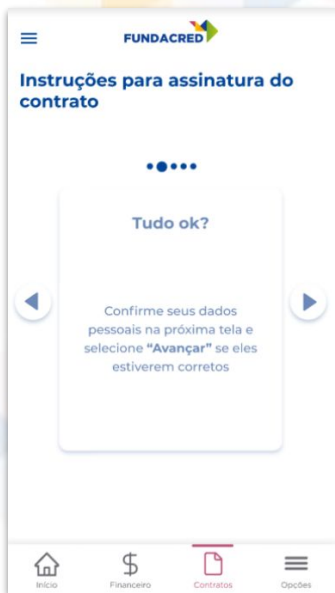 FUNDACRED
Instruções para assinatura do
contrato
Tudo ok?
Confirme seus dados
pessoais na próxima tela e
selecione “Avançar” se eles
estiverem corretos
Início
Financeiro
Contratos
Opções